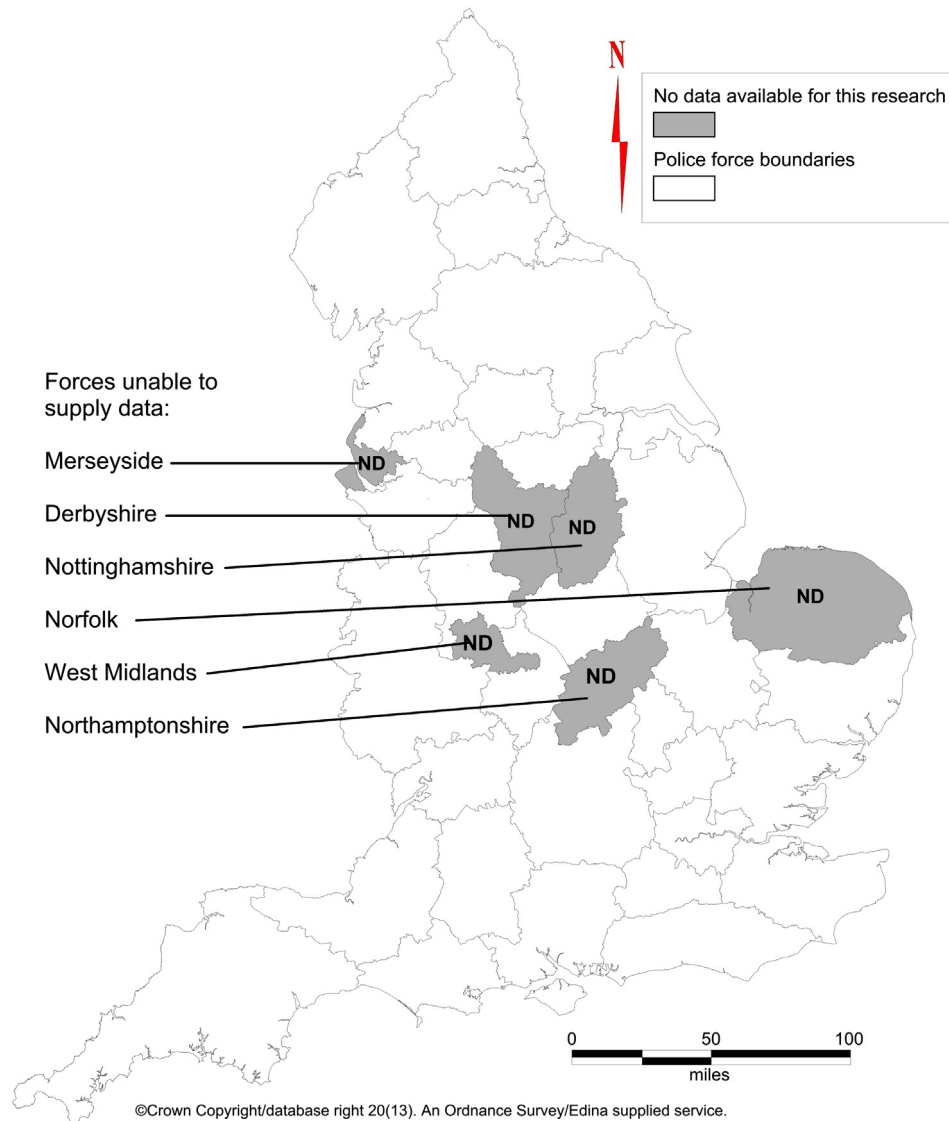 N
No data available for this research
Police force boundaries
Forces unable to
supply data:
Merseyside
ND
Derbyshire
ND
ND
Nottinghamshire
Norfolk
ND
West Midlands
ND
Northamptonshire
ND
0 50 100
miles
©Crown Copyright/database right 20(13). An Ordnance Survey/Edina supplied service.